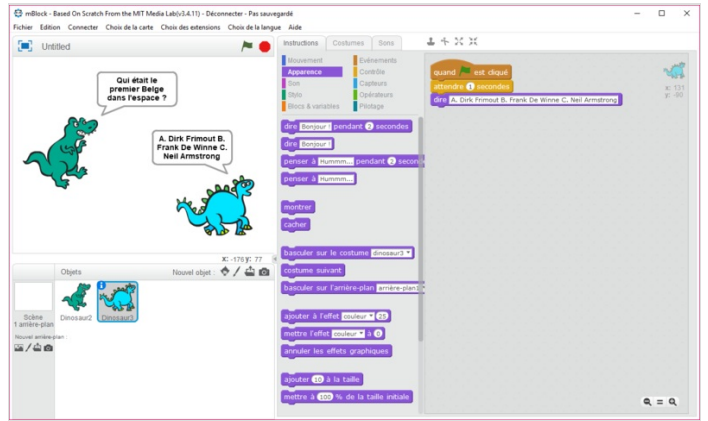 mBlock - Based On Scratch From the MIT Media Lab(v3.4.11) - Déconnecter - Pas sauvegardé
Fichier Edition Connecter Choix de la carte Choix des extensions Choix de la langue Aide
Untitled
Qui était le
premier Belge
dans l'espace ?
A. Dirk Frimout B.
Frank De Winne C.
Neil Armstrong
X: -176 y: 77
Objets
Nouvel objet :
Scène
1 arrière-plan
Nouvel arrière-plan :
Dinosaur2
Dinosaur3
Instructions Costumes Sons
Mouvement
Apparence
Son
Stylo
Blocs & variables
Evénements
Contrôle
Capteurs
Opérateurs
Pilotage
dire Bonjour ! pendant 2 secondes
dire Bonjour !
penser à Hummm... pendant 2 secon
penser à Hummm...
montrer
cacher
basculer sur le costume dinosaur3
costume suivant
basculer sur l'arrière-plan arrière-plan1
ajouter à l'effet couleur 25
mettre l'effet couleur à 0
annuler les effets graphiques
ajouter 10 à la taille
mettre à 100 % de la taille initiale
quand est cliqué
attendre 1 secondes
dire A. Dirk Frimout B. Frank De Winne C. Neil Armstrong
x: 131
y: -90